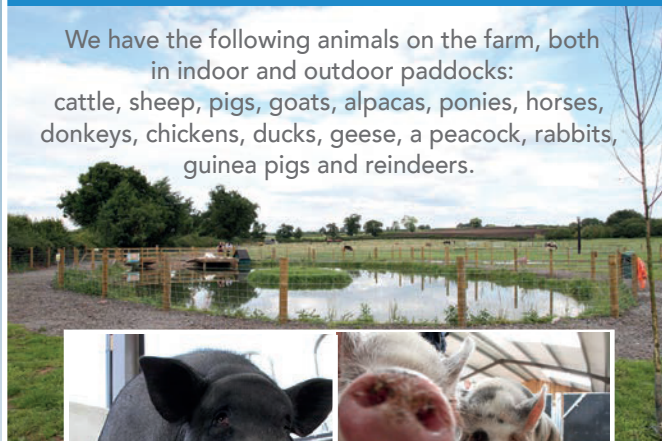 We have the following animals on the farm, both
in indoor and outdoor paddocks:
cattle, sheep, pigs, goats, alpacas, ponies, horses,
donkeys, chickens, ducks, geese, a peacock, rabbits,
guinea pigs and reindeers.